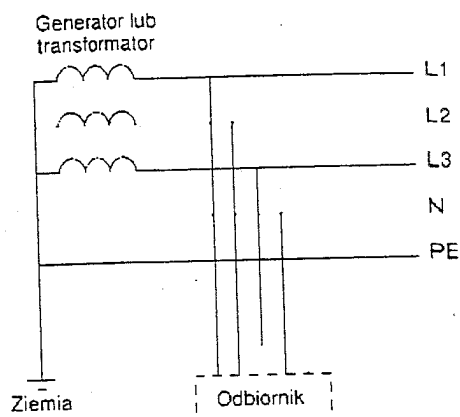 Generator lub
transformator
L1
L2
L3
N
PE
Ziemia
Odbiornik